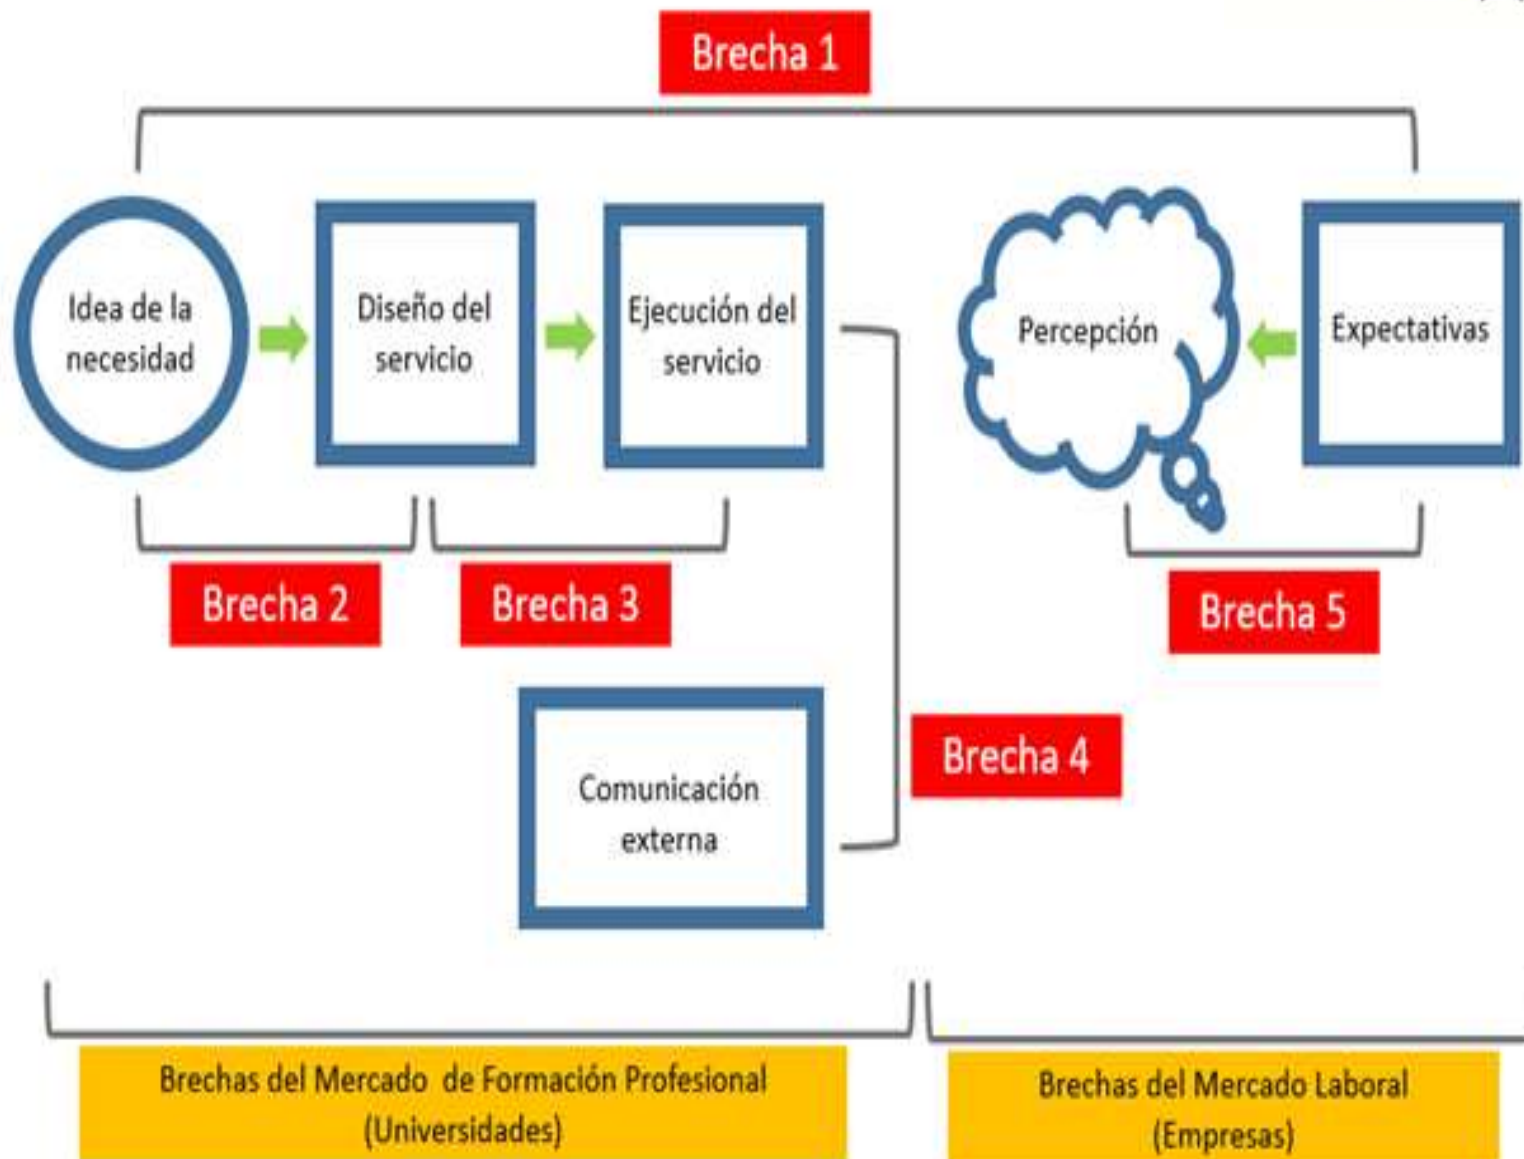 Brecha 1
Idea de la
necesidad
Diseño del
servicio
Ejecución del
servicio
Percepción
Expectativas
Brecha 2
Brecha 3
Brecha 5
Comunicación
externa
Brecha 4
Brechas del Mercado de Formación Profesional
(Universidades)
Brechas del Mercado Laboral
(Empresas)